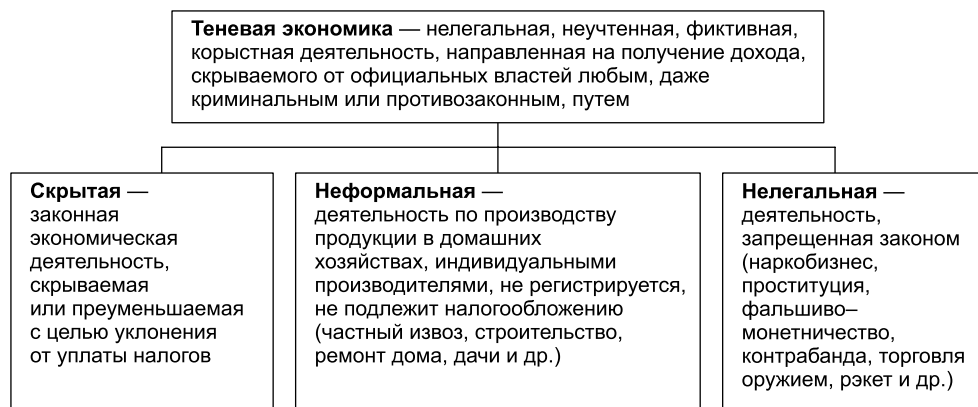 Теневая экономика — нелегальная, неучтенная, фиктивная,
корыстная деятельность, направленная на получение дохода,
скрываемого от официальных властей любым, даже
криминальным или противозаконным, путем
Скрытая —
законная
экономическая
деятельность,
скрываемая
или преуменьшаемая
с целью уклонения
от уплаты налогов
Неформальная —
деятельность по производству
продукции в домашних
хозяйствах, индивидуальными
производителями, не регистрируется,
не подлежит налогообложению
(частный извоз, строительство,
ремонт дома, дачи и др.)
Нелегальная —
деятельность,
запрещенная законом
(наркобизнес,
проституция,
фальшиво–
монетничество,
контрабанда, торговля
оружием, рэкет и др.)